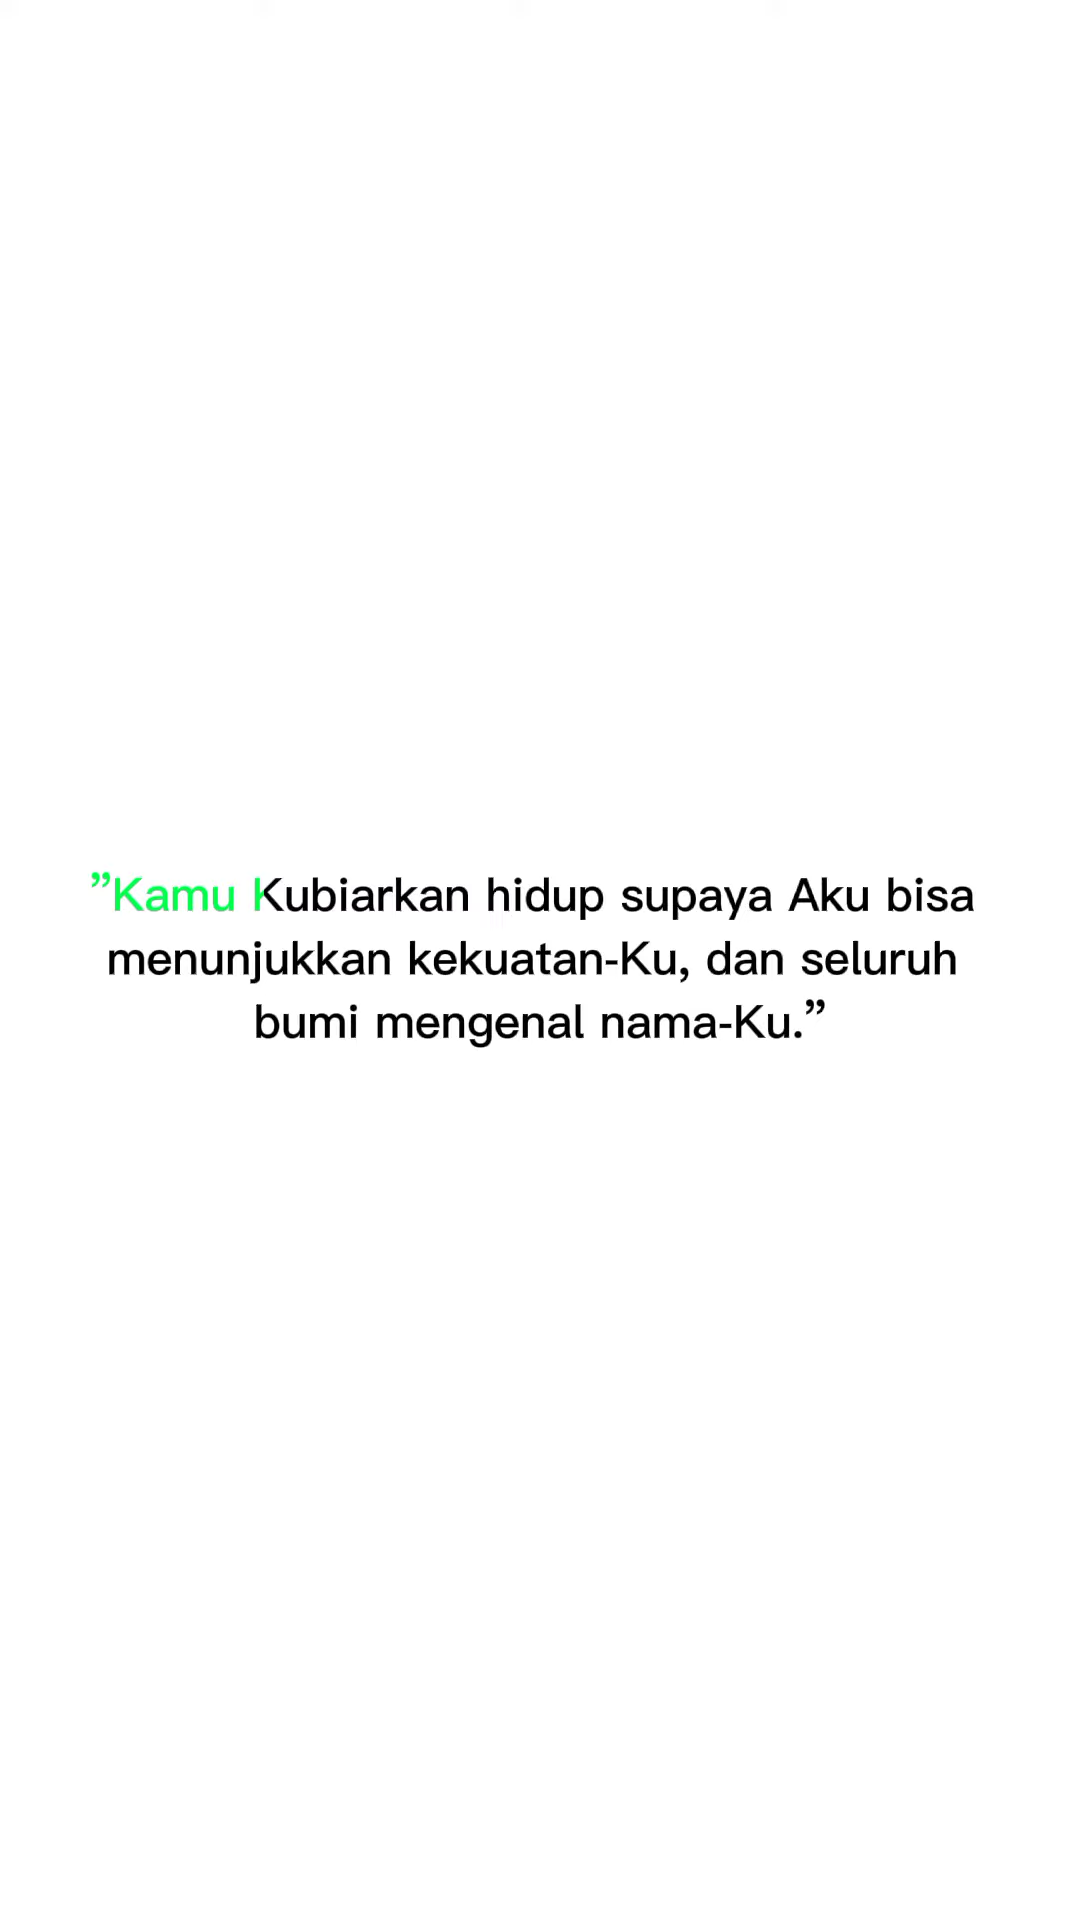 ”Kamu Kubiarkan hidup supaya Aku bisa
menunjukkan kekuatan-Ku, dan seluruh
bumi mengenal nama-Ku.”